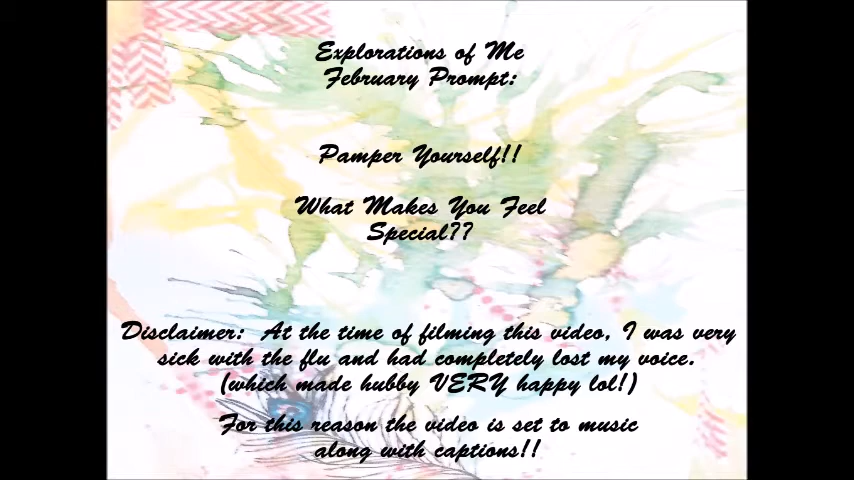 Explorations of Me
February Prompt:
Pamper Yourself!!
What Makes You Feel
Special??
Disclaimer: At the time of filming this video, I was very
sick with the flu and had completely lost my voice.
(which made hubby VERY happy lol!)
For this reason the video is set to music
along with captions!!